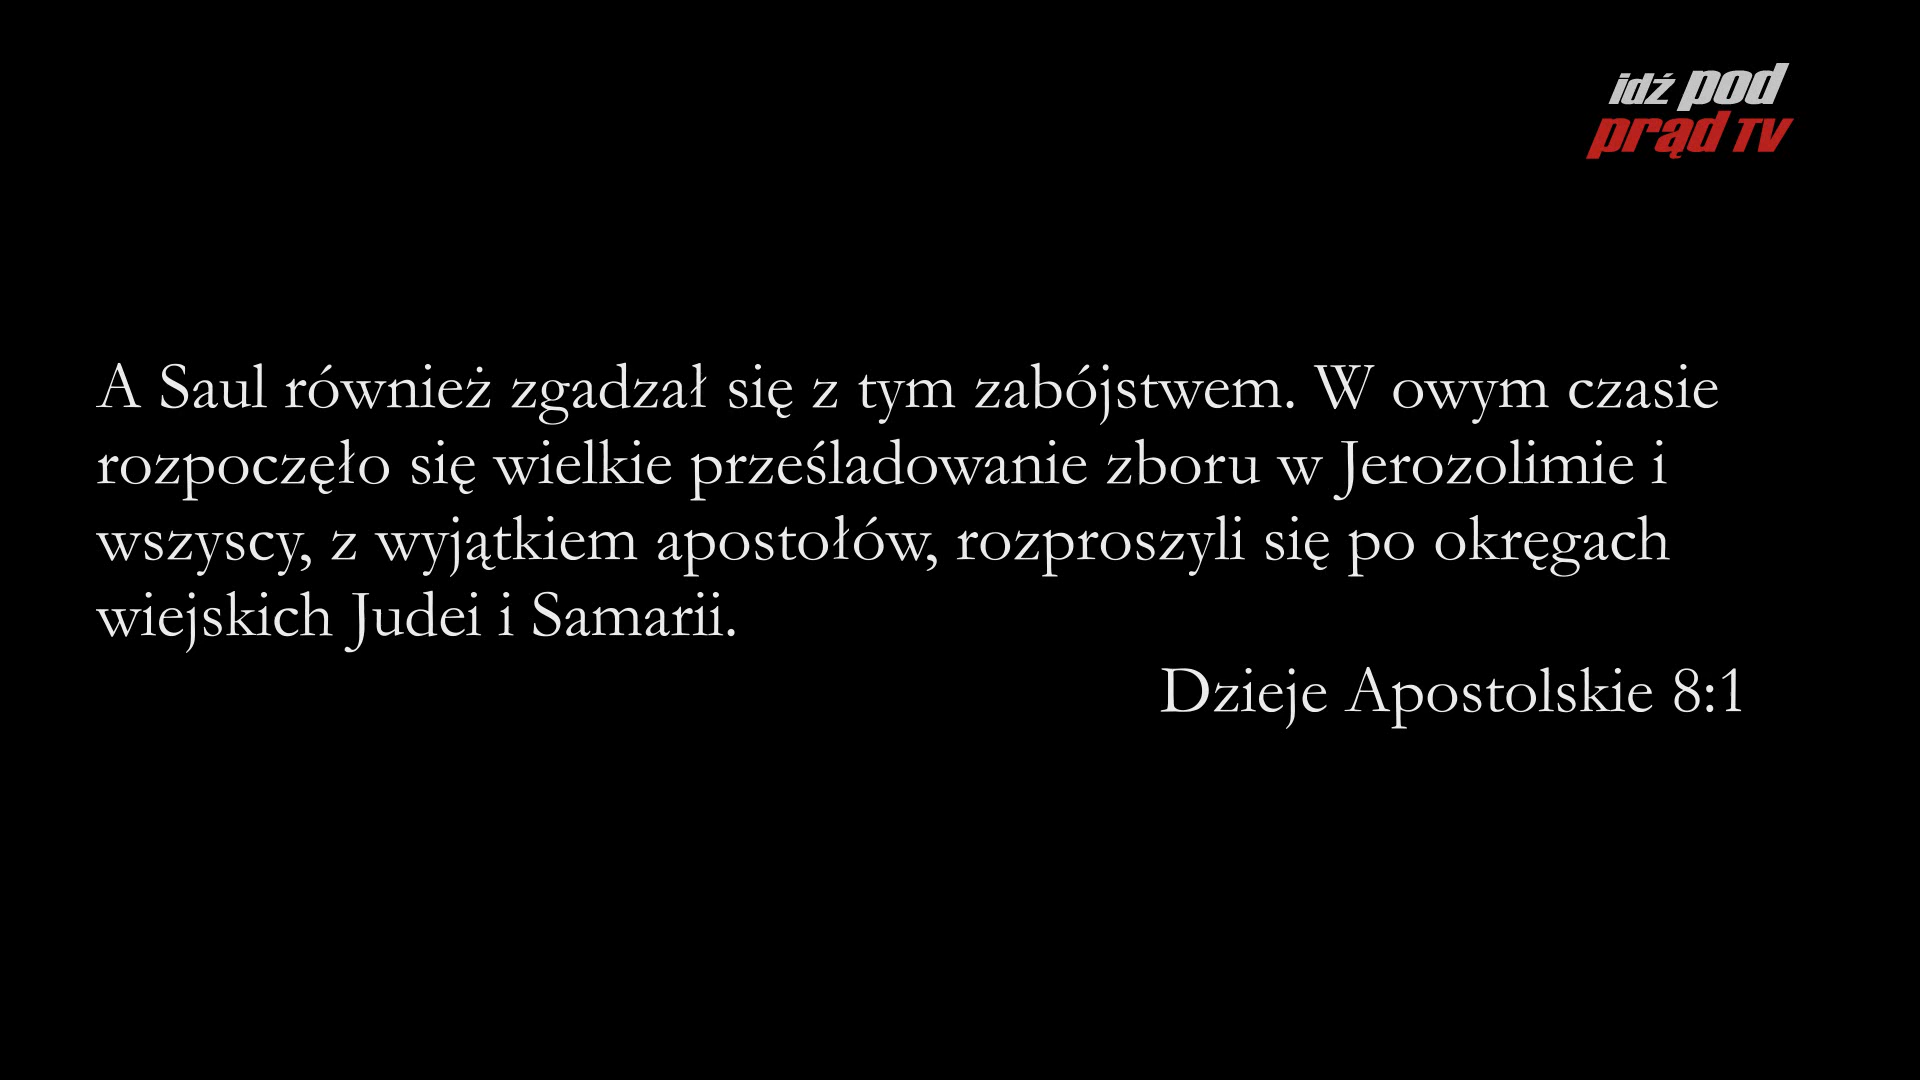 idź pod
prąd TV
A Saul również zgadzał się z tym zabójstwem. W owym czasie
rozpoczęło się wielkie prześladowanie zboru w Jerozolimie i
wszyscy, z wyjątkiem apostołów, rozproszyli się po okręgach
wiejskich Judei i Samarii.
Dzieje Apostolskie 8:1